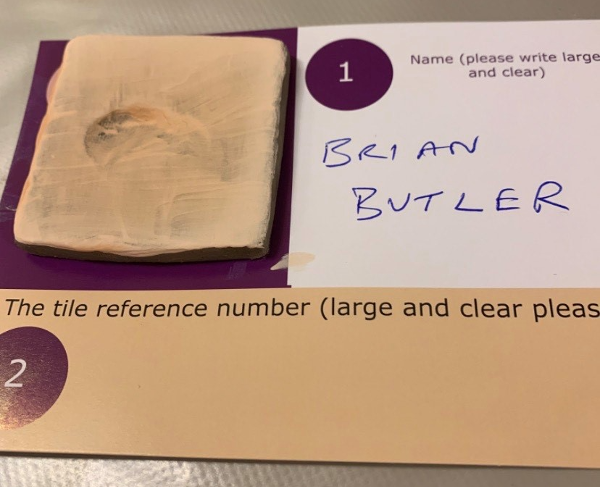 1
Name (please write large
and clear)
BRIAN
BUTLER
The tile reference number (large and clear pleas
2